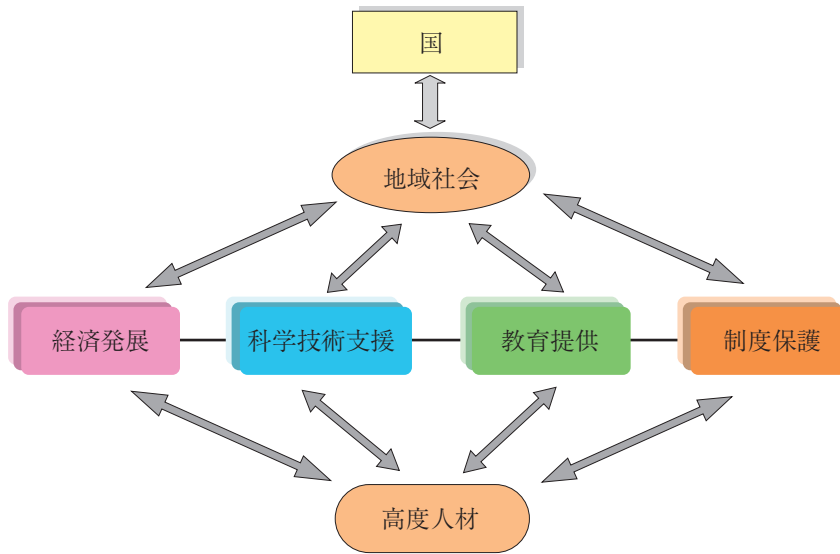 国
地域社会
経済発展
科学技術支援
教育提供
制度保護
高度人材